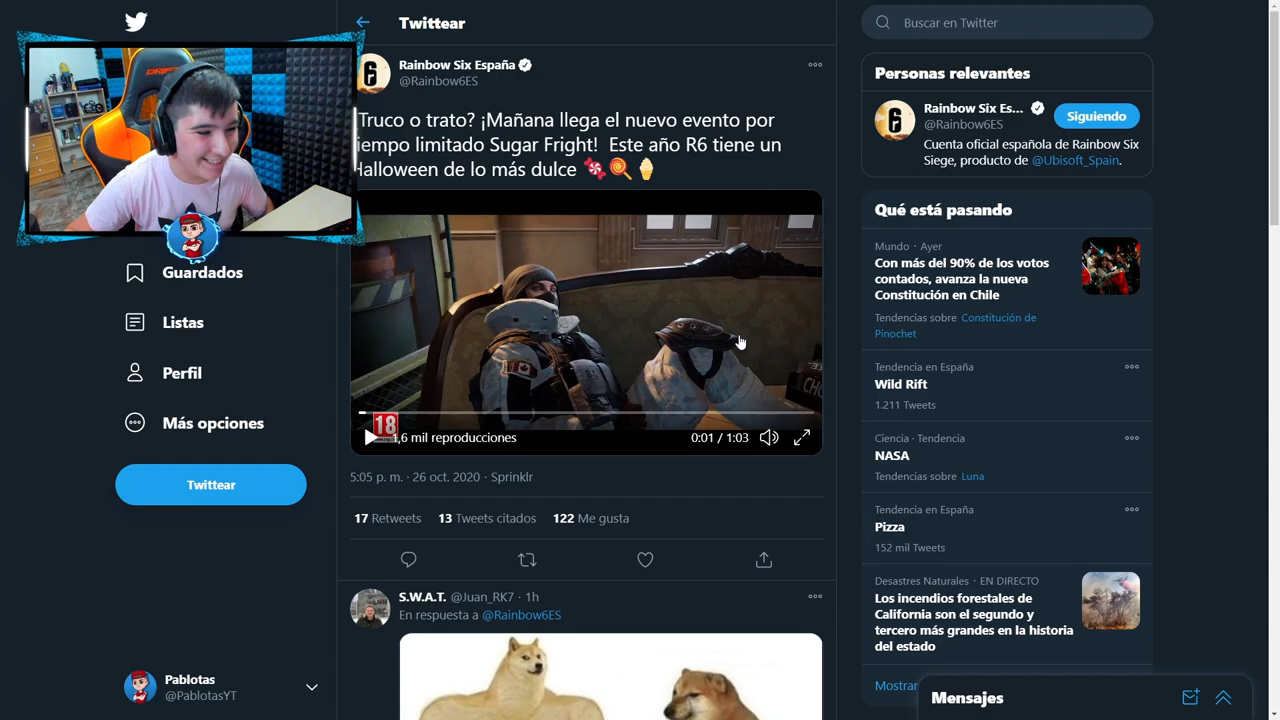 Twittear
Buscar en Twitter
Rainbow Six España
@Rainbow6ES
Truco o trato? ¡Mañana llega el nuevo evento por
iempo limitado Sugar Fright! Este año R6 tiene un
Halloween de lo más dulce
18
1,6 mil reproducciones
0:01 / 1:03
5:05 p. m. · 26 oct. 2020 · Sprinklr
17 Retweets 13 Tweets citados 122 Me gusta
S.W.A.T. @Juan_RK7 · 1h
En respuesta a @Rainbow6ES
Guardados
Listas
Perfil
Más opciones
Twittear
Pablotas
@PablotasYT
Personas relevantes
Rainbow Six Es...
@Rainbow6ES
Siguiendo
Cuenta oficial española de Rainbow Six
Siege, producto de @Ubisoft_Spain.
Qué está pasando
Mundo · Ayer
Con más del 90% de los votos
contados, avanza la nueva
Constitución en Chile
Tendencias sobre Constitución de
Pinochet
Tendencia en España
Wild Rift
1.211 Tweets
Ciencia · Tendencia
NASA
Tendencias sobre Luna
Tendencia en España
Pizza
152 mil Tweets
Desastres Naturales · EN DIRECTO
Los incendios forestales de
California son el segundo y
tercero más grandes en la historia
del estado
Mostrar
Mensajes